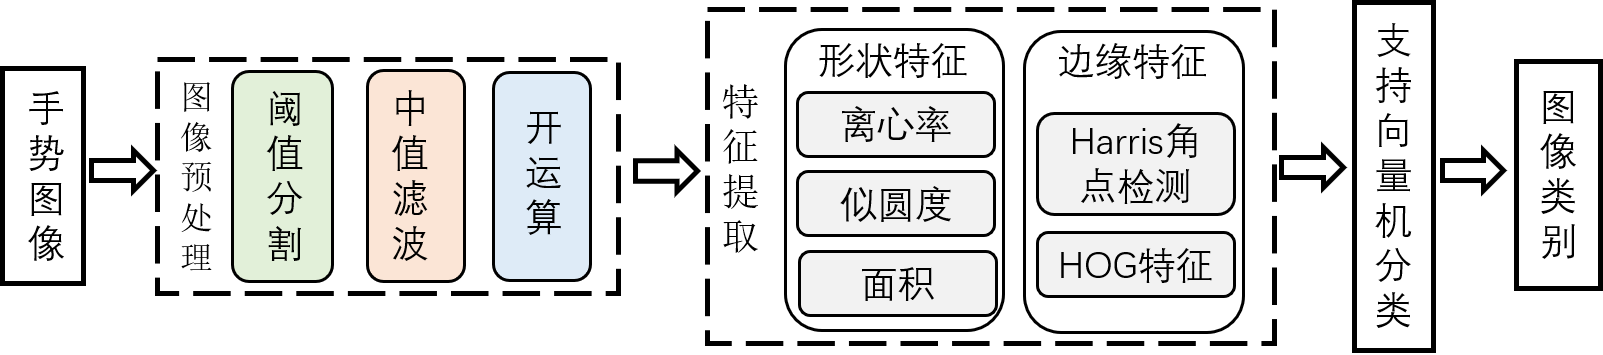 手势图像
图像预处理
阈值分割
中值滤波
开运算
特征提取
形状特征
离心率
似圆度
面积
边缘特征
Harris角
点检测
HOG特征
支持向量机分类
图像类别